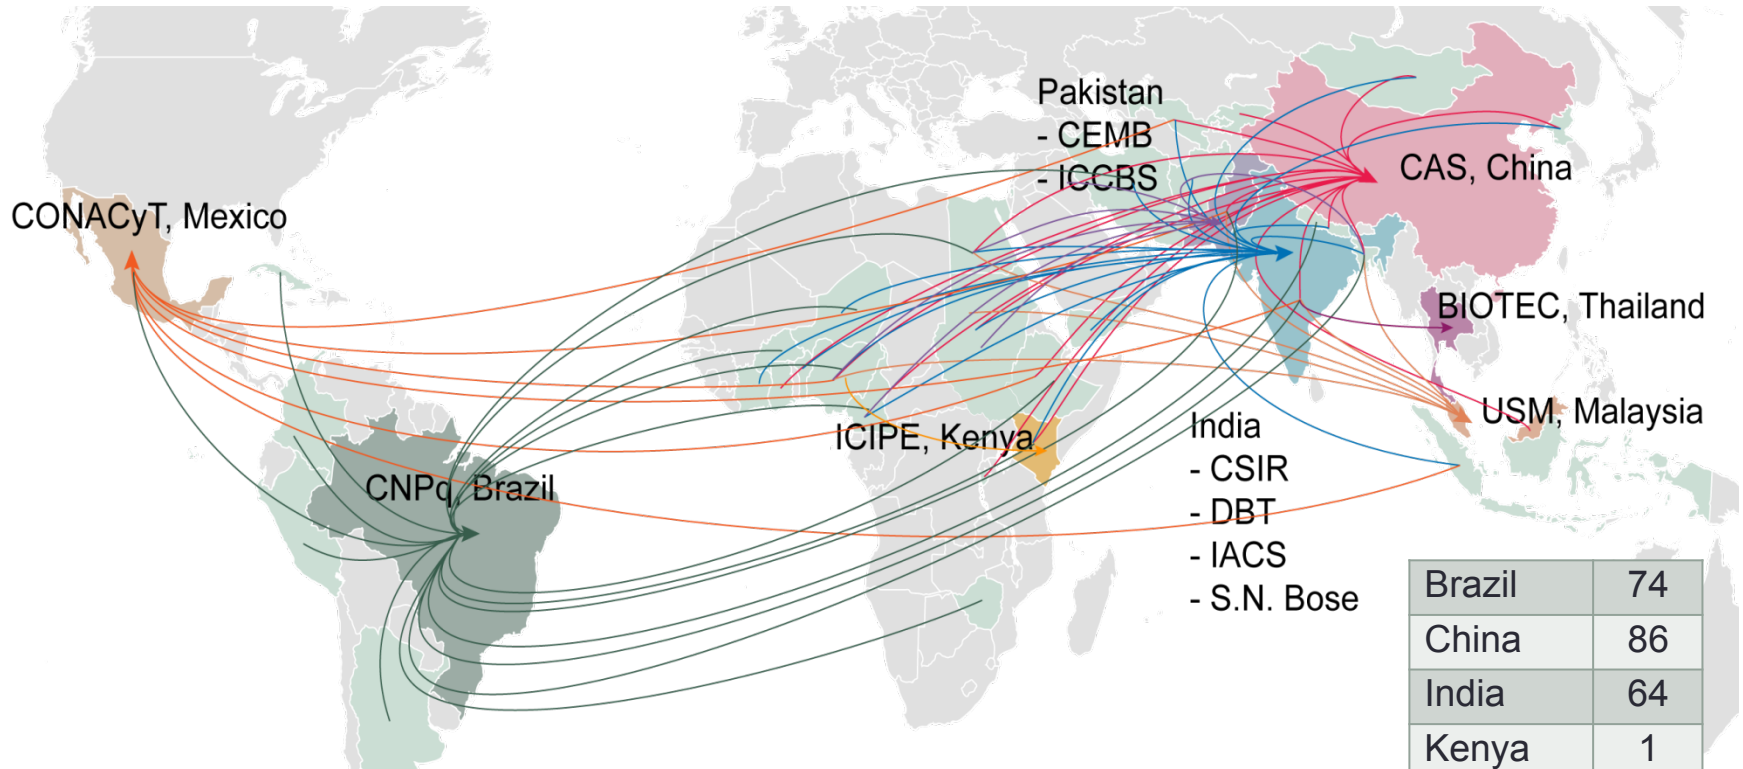 Pakistan
- CEMB
- ICCBS
CAS, China
CONACyT, Mexico
BIOTEC, Thailand
USM, Malaysia
ICIPE, Kenya
India
- CSIR
- DBT
- IACS
- S.N. Bose
CNPq, Brazil
Brazil 74
China 86
India 64
Kenya 1